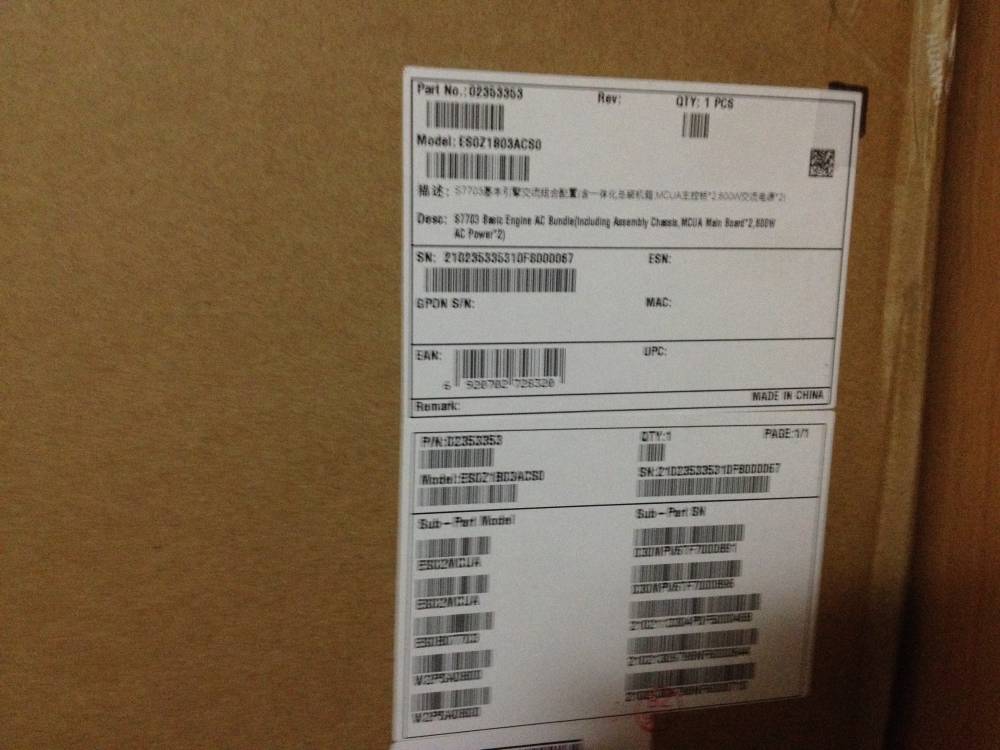 Part No.: 02353353
Rev:
QTY: 1 PCS
Model: ES0Z1B03ACS0
描述: S7703基本引擎交流组合配置(含一体化总装机箱,MCUA主控板*2,800W交流电源*2)
Desc: S7703 Basic Engine AC Bundle(Including Assembly Chassis, MCUA Main Board*2, 800W
AC Power*2)
SN: 210235335310F8000067
ESN:
GPON S/N:
MAC:
EAN:
6 920702 726320
UPC:
MADE IN CHINA
Remark:
P/N:02353353
QTY:1
PAGE:1/1
Model:ES0Z1B03ACS0
SN:210235335310F8000067
Sub-Part Model
Sub-Part SN
ES02MCUA
ES02MCUA